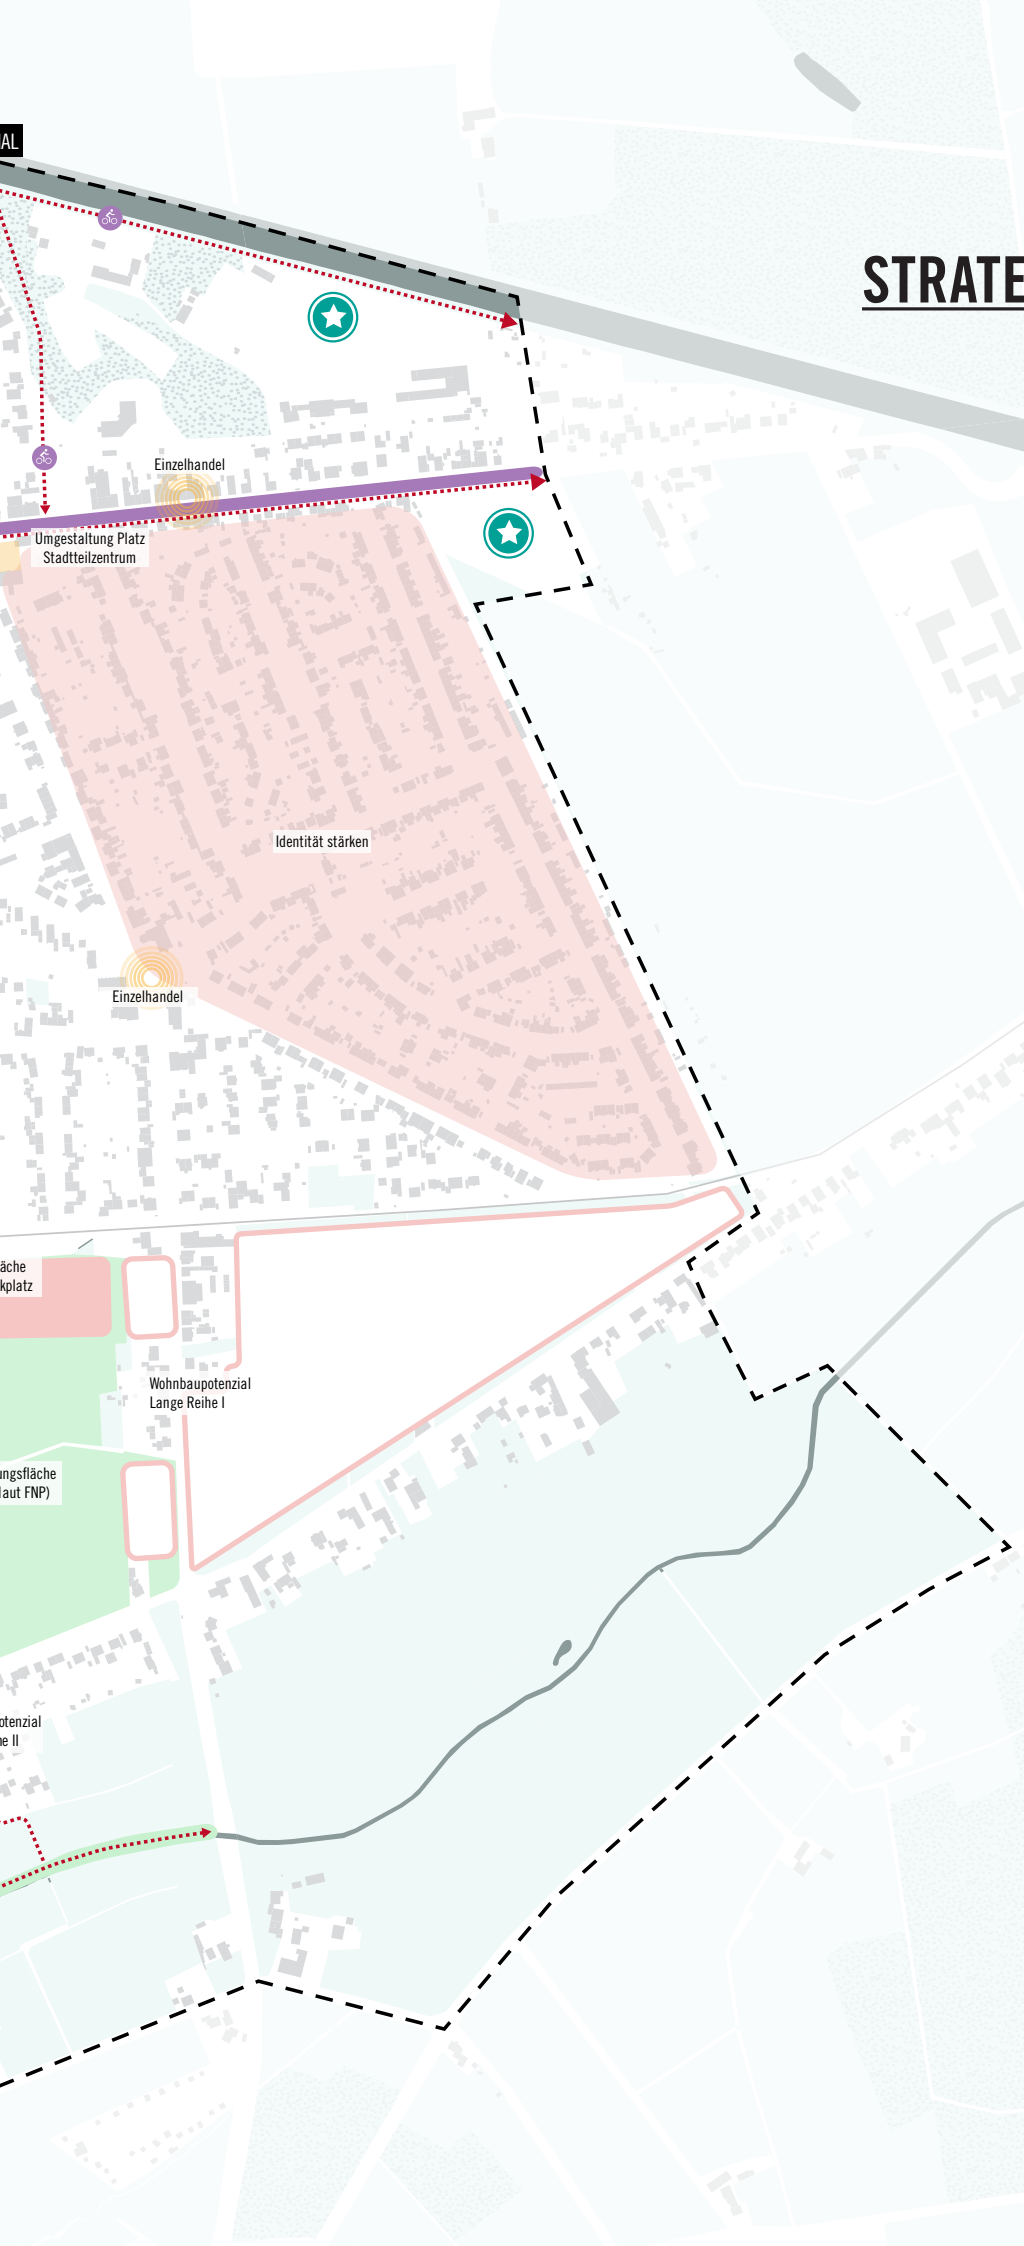 AL
STRATE
Einzelhandel
Umgestaltung Platz
Stadtteilzentrum
Identität stärken
Einzelhandel
äche
kplatz
Wohnbaupotenzial
Lange Reihe I
ungsfläche
laut FNP)
otenzial
e II